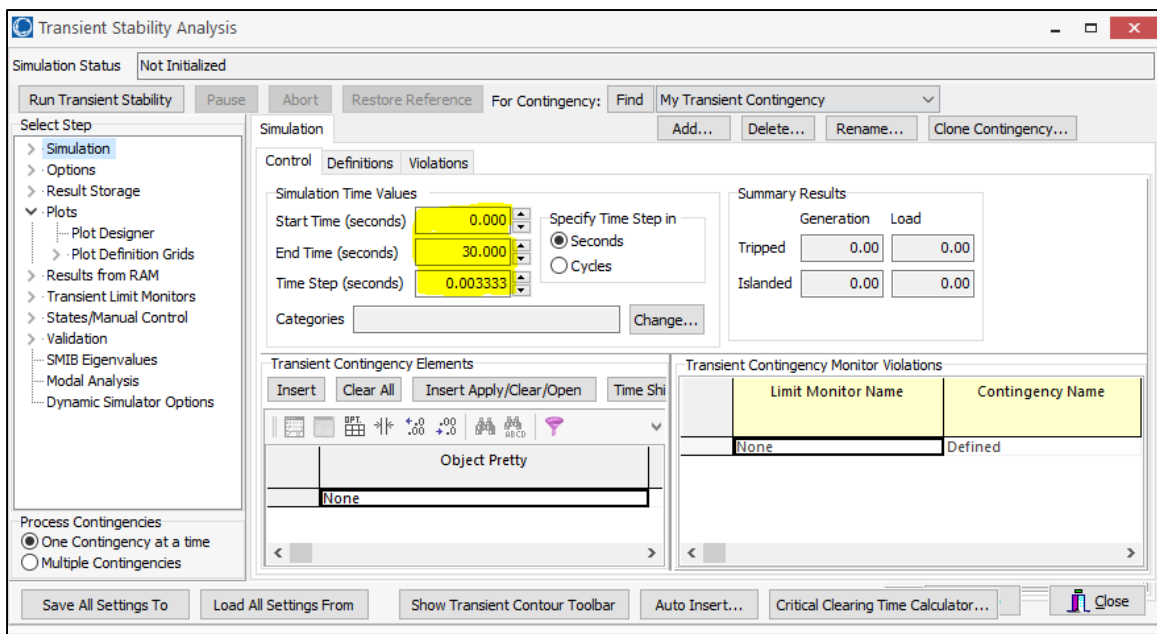 Transient Stability Analysis
Simulation Status Not Initialized
Run Transient Stability Pause Abort Restore Reference For Contingency: Find My Transient Contingency
Select Step
Simulation
Options
Result Storage
Plots
Plot Designer
Plot Definition Grids
Results from RAM
Transient Limit Monitors
States/Manual Control
Validation
SMIB Eigenvalues
Modal Analysis
Dynamic Simulator Options
Process Contingencies
One Contingency at a time
Multiple Contingencies
Simulation
Add... Delete... Rename... Clone Contingency...
Control Definitions Violations
Simulation Time Values
Start Time (seconds) 0.000
End Time (seconds) 30.000
Time Step (seconds) 0.003333
Specify Time Step in
Seconds
Cycles
Categories Change...
Summary Results
Generation Load
Tripped 0.00 0.00
Islanded 0.00 0.00
Transient Contingency Elements
Insert Clear All Insert Apply/Clear/Open Time Shi
OPT. .0 .00 .00 .0 ABCD
Object Pretty
None
Transient Contingency Monitor Violations
Limit Monitor Name Contingency Name
None Defined
Save All Settings To Load All Settings From Show Transient Contour Toolbar Auto Insert... Critical Clearing Time Calculator... Close